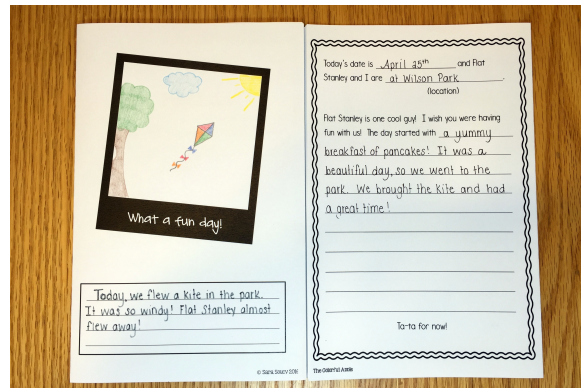 What a fun day!
Today, we flew a kite in the park.
It was so windy! Flat Stanley almost
flew away!
© Sara Soucy 2016
Today's date is April 25th and Flat
Stanley and I are at Wilson Park.
(location)
Flat Stanley is one cool guy! I wish you were having
fun with us! The day started with a yummy
breakfast of pancakes! It was a
beautiful day, so we went to the
park. We brought the kite and had
a great time!
Ta-ta for now!
The Colorful Apple